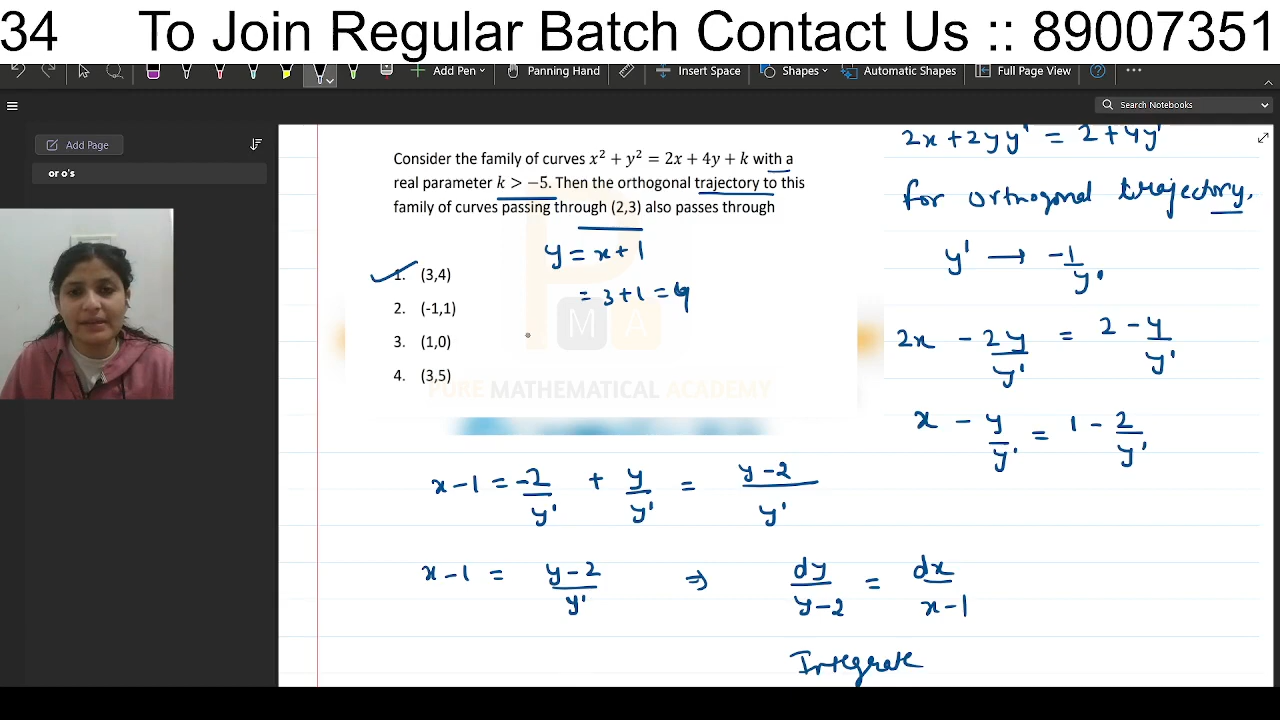 34 To Join Regular Batch Contact Us :: 89007351
Add Pen Panning Hand Insert Space Shapes Automatic Shapes Full Page View
Search Notebooks
Add Page
or o's
Consider the family of curves x² + y² = 2x + 4y + k with a
real parameter k > −5. Then the orthogonal trajectory to this
family of curves passing through (2,3) also passes through
y = x+1
= 3+1 = 4
1. (3,4)
2. (-1,1)
3. (1,0)
4. (3,5)
MA
PURE MATHEMATICAL ACADEMY
2x + 2yy' = 2 + 4y'
for orthogonal trajectory.
y' → -1/y'
2x - 2y/y' = 2 - y/y'
x - y/y' = 1 - 2/y'
x-1 = -2/y' + y/y' = y-2/y'
x-1 = y-2/y' ⇒ dy/y-2 = dx/x-1
Integrate